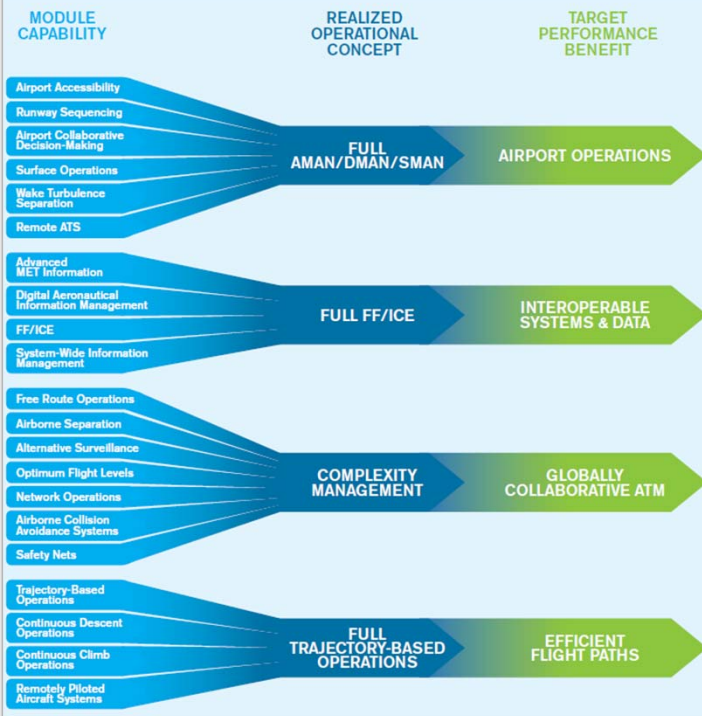 MODULE
CAPABILITY
REALIZED
OPERATIONAL
CONCEPT
TARGET
PERFORMANCE
BENEFIT
Airport Accessibility
Runway Sequencing
Airport Collaborative
Decision-Making
Surface Operations
Wake Turbulence
Separation
Remote ATS
FULL
AMAN/DMAN/SMAN
AIRPORT OPERATIONS
Advanced
MET Information
Digital Aeronautical
Information Management
FF/ICE
System-Wide Information
Management
FULL FF/ICE
INTEROPERABLE
SYSTEMS & DATA
Free Route Operations
Airborne Separation
Alternative Surveillance
Optimum Flight Levels
Network Operations
Airborne Collision
Avoidance Systems
Safety Nets
COMPLEXITY
MANAGEMENT
GLOBALLY
COLLABORATIVE ATM
Trajectory-Based
Operations
Continuous Descent
Operations
Continuous Climb
Operations
Remotely Piloted
Aircraft Systems
FULL
TRAJECTORY-BASED
OPERATIONS
EFFICIENT
FLIGHT PATHS